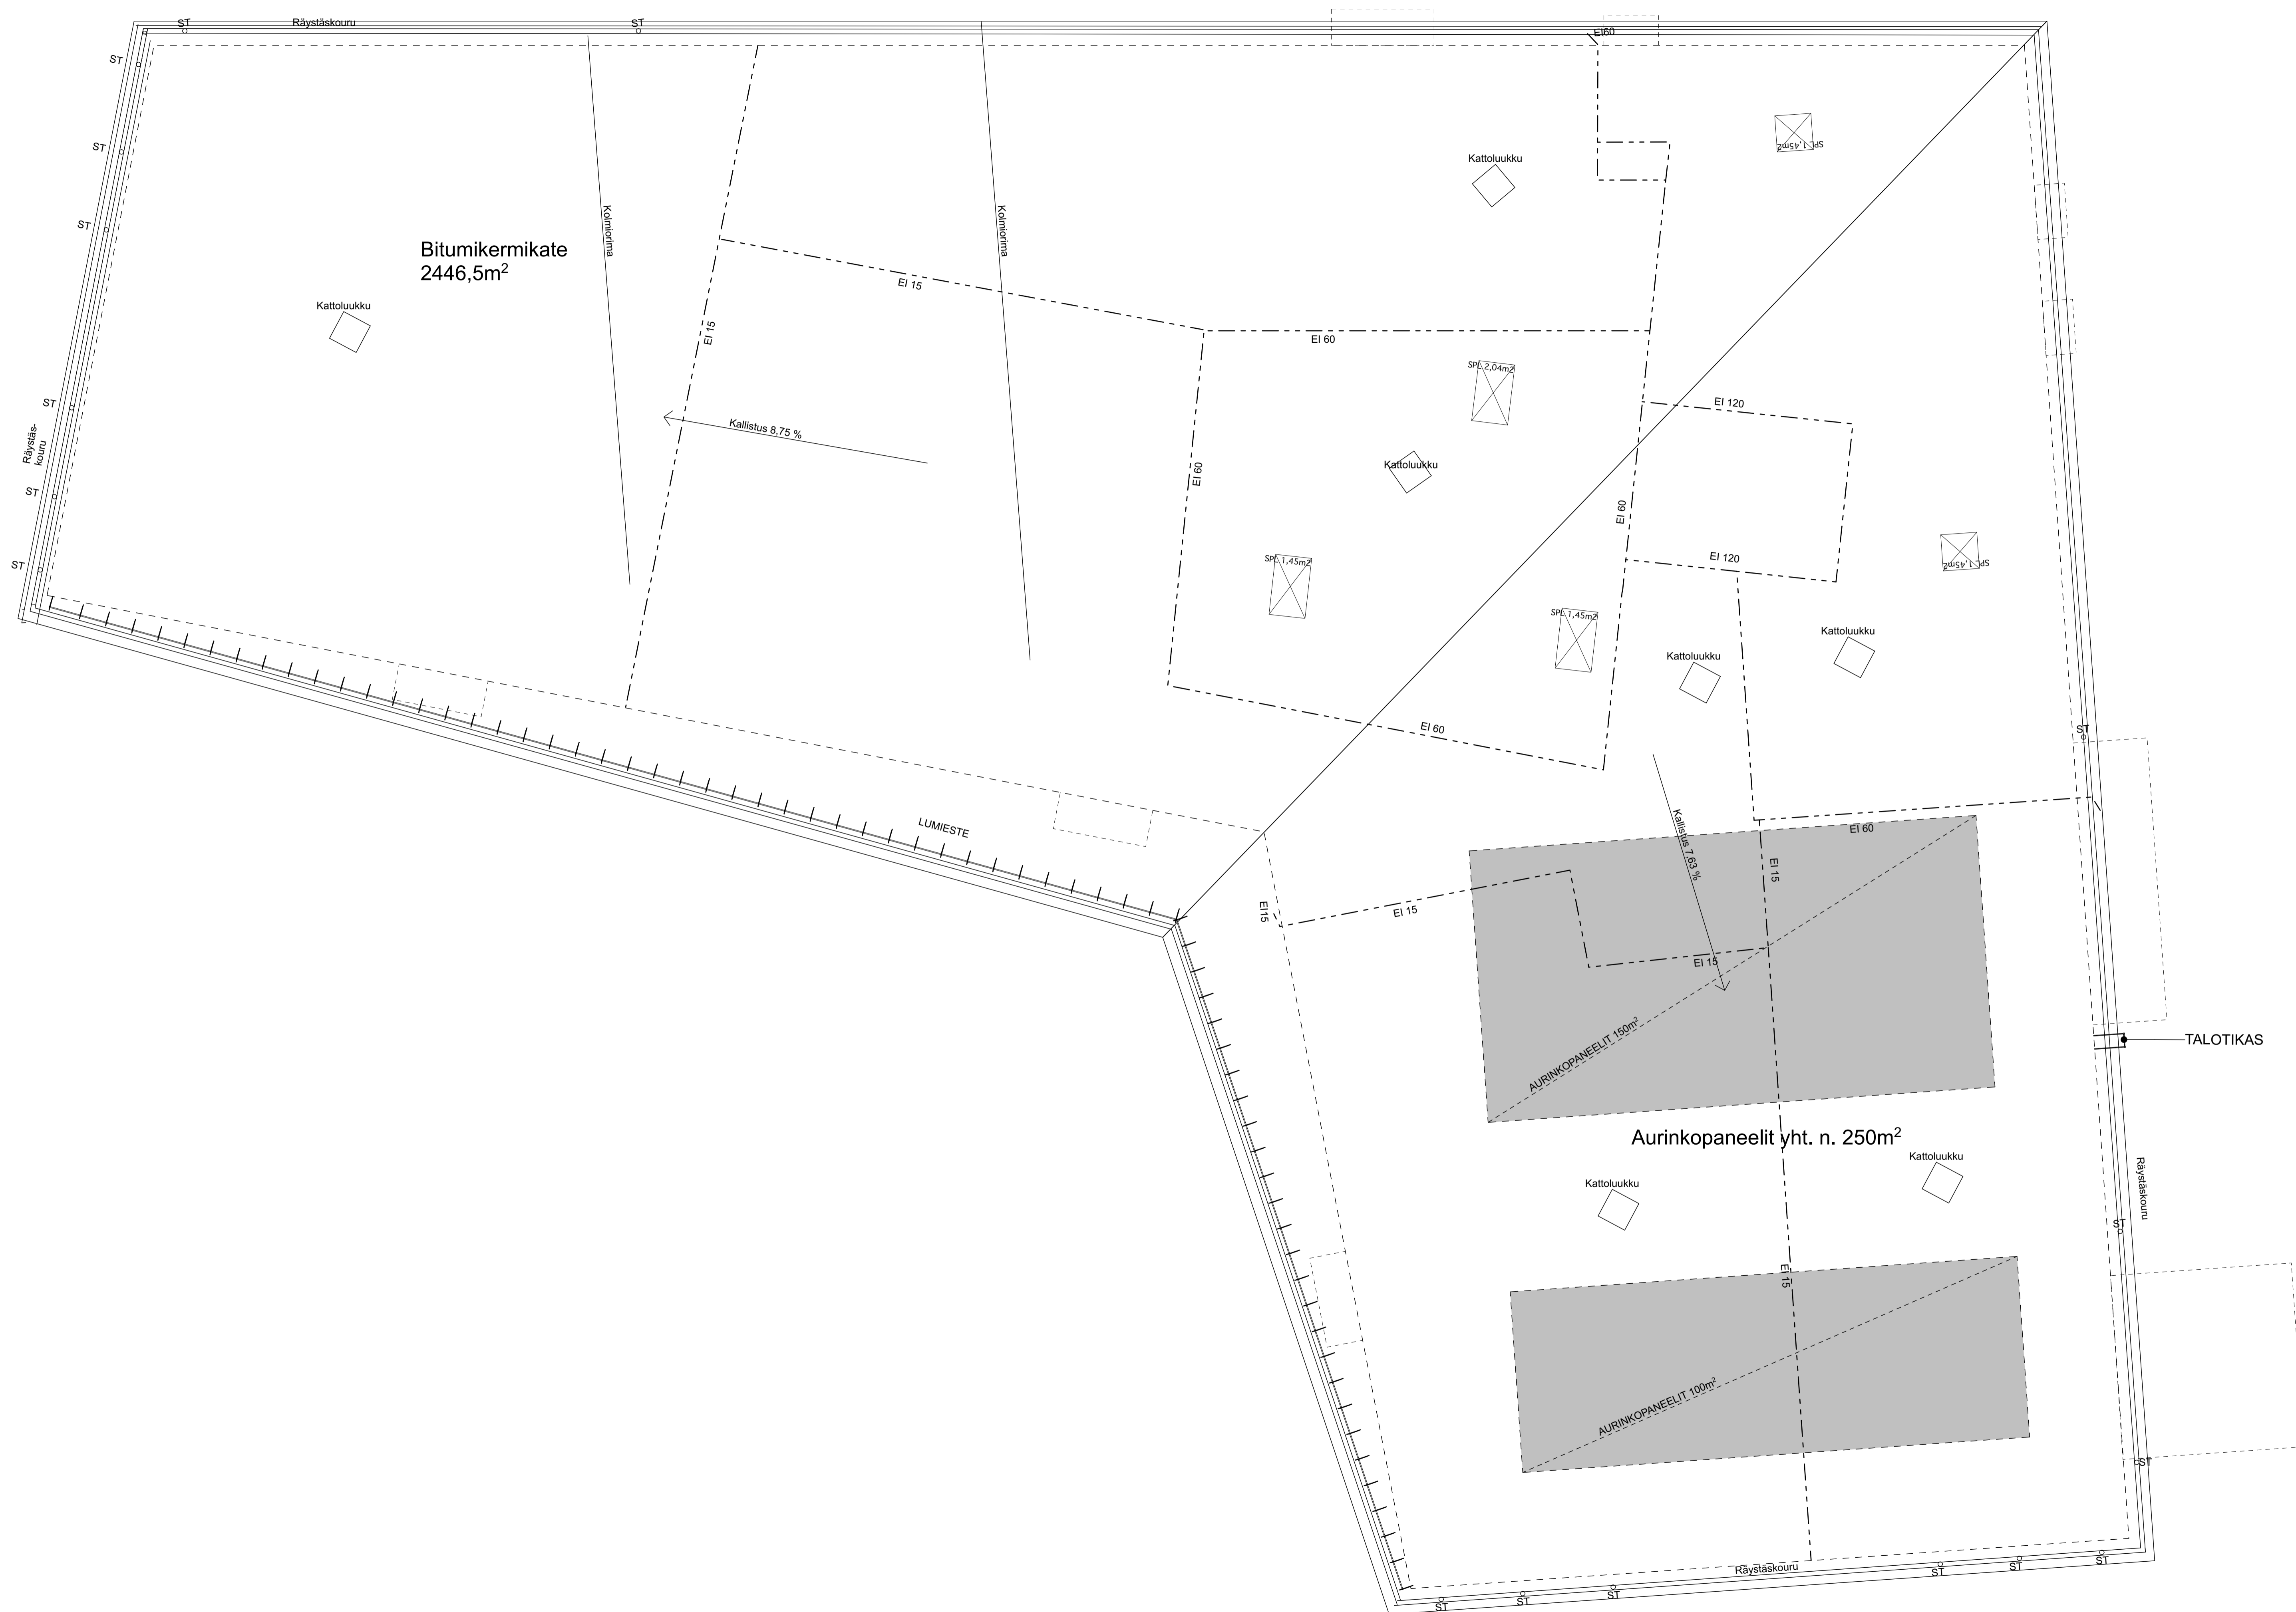 ST
Räystäskouru
ST
EI60
ST
SPL 1,45m2
ST
Kattoluukku
ST
Kolmiorima
Kolmiorima
Bitumikermikate
2446,5m²
EI 15
Kattoluukku
EI 15
EI 60
SPL 2,04m2
ST
EI 120
Kallistus 8,75 %
Räystäs-
kouru
Kattoluukku
EI 60
ST
EI 60
ST
SPL 1,45m2
EI 120
SPL 1,45m2
SPL 1,45m2
Kattoluukku
Kattoluukku
EI 60
ST
LUMIESTE
Kallistus 7,63 %
EI 60
EI 15
EI15
EI 15
EI 15
TALOTIKAS
AURINKOPANEELIT 150m²
Aurinkopaneelit yht. n. 250m²
Kattoluukku
Kattoluukku
Räystäskouru
ST
EI 15
AURINKOPANEELIT 100m²
ST
Räystäskouru
ST
ST
ST
ST
ST
ST